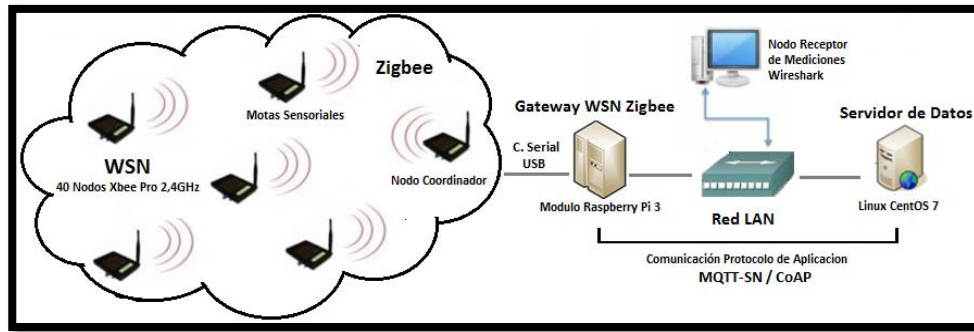 Zigbee
Motas Sensoriales
WSN
40 Nodos Xbee Pro 2,4GHz
Nodo Coordinador
C. Serial
USB
Gateway WSN Zigbee
Modulo Raspberry Pi 3
Nodo Receptor
de Mediciones
Wireshark
Red LAN
Servidor de Datos
Linux CentOS 7
Comunicación Protocolo de Aplicacion
MQTT-SN / CoAP